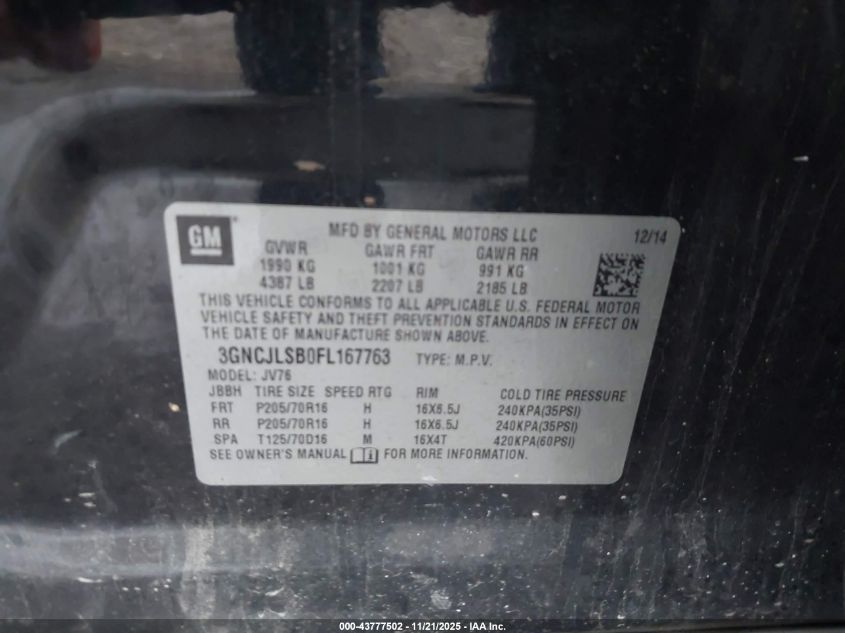 GM
MFD BY GENERAL MOTORS LLC 12/14
GVWR GAWR FRT GAWR RR
1990 KG 1001 KG 991 KG
4387 LB 2207 LB 2185 LB
THIS VEHICLE CONFORMS TO ALL APPLICABLE U.S. FEDERAL MOTOR
VEHICLE SAFETY AND THEFT PREVENTION STANDARDS IN EFFECT ON
THE DATE OF MANUFACTURE SHOWN ABOVE.
3GNCJLSB0FL167763 TYPE: M.P.V.
MODEL: JV76
JBBH TIRE SIZE SPEED RTG RIM COLD TIRE PRESSURE
FRT P205/70R16 H 16X6.5J 240KPA(35PSI)
RR P205/70R16 H 16X6.5J 240KPA(35PSI)
SPA T125/70D16 M 16X4T 420KPA(60PSI)
SEE OWNER'S MANUAL i FOR MORE INFORMATION.
000-43777502 - 11/21/2025 - IAA Inc.